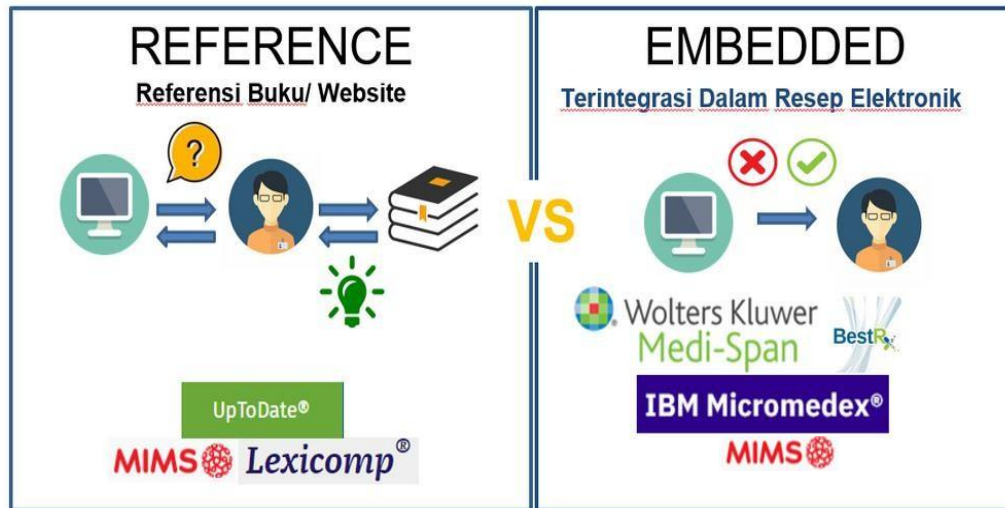 REFERENCE
Referensi Buku/ Website
?
UpToDate®
MIMS Lexicomp®
VS
EMBEDDED
Terintegrasi Dalam Resep Elektronik
Wolters Kluwer
Medi-Span
BestRx
IBM Micromedex®
MIMS